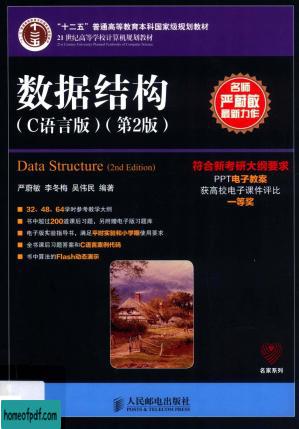 “十二五”普通高等教育本科国家级规划教材
21世纪高等学校计算机规划教材
数据结构
（C语言版）（第2版）
名师
严蔚敏
最新力作
Data Structure (2nd Edition)
严蔚敏 李冬梅 吴伟民 编著
符合新考研大纲要求
PPT电子教案
获高校电子课件评比
一等奖
32、48、64学时参考教学大纲
书中超过200道课后习题，另附赠电子版习题库
电子版实验指导书，满足平时实验和小学期使用要求
全书课后习题答案和C语言案例代码
书中算法的Flash动态演示
名家系列
人民邮电出版社
POSTS & TELECOM PRESS
homeofpdf.com